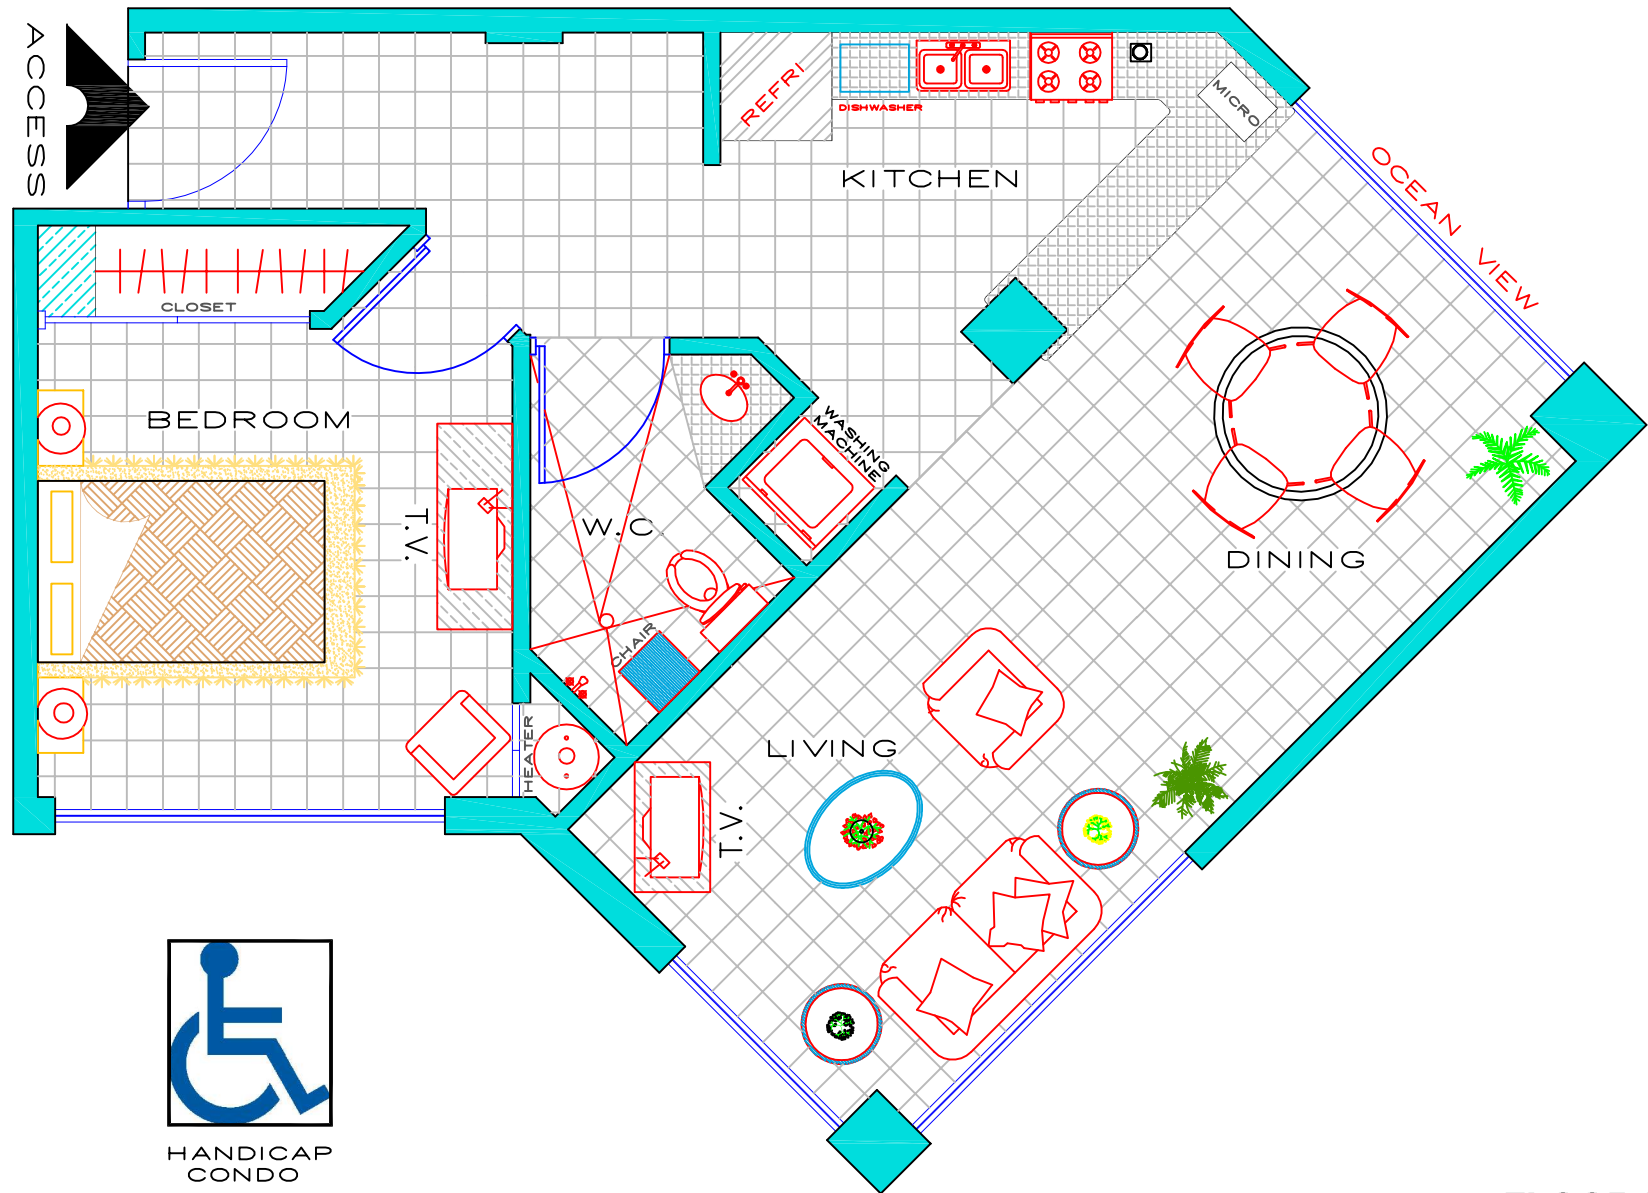 ACCESS
REFRI
DISHWASHER
MICRO
KITCHEN
OCEAN VIEW
CLOSET
BEDROOM
WASHING
MACHINE
T.V.
W.C.
DINING
CHAIR
HEATER
LIVING
T.V.
HANDICAP
CONDO